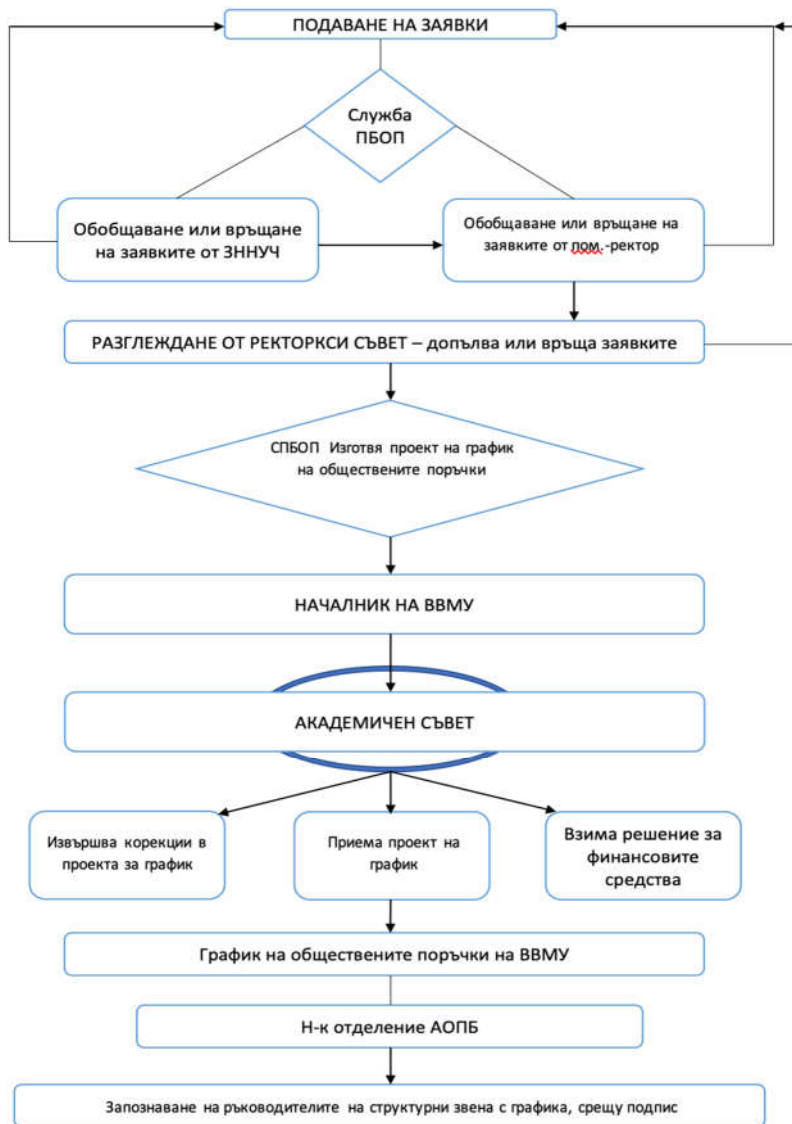 ПОДАВАНЕ НА ЗАЯВКИ
Служба
ПБОП
Обобщаване или връщане
на заявките от ЗННУЧ
Обобщаване или връщане на
заявките от пом.-ректор
РАЗГЛЕЖДАНЕ ОТ РЕКТОРКСИ СЪВЕТ – допълва или връща заявките
СПБОП Изготвя проект на график
на обществените поръчки
НАЧАЛНИК НА ВВМУ
АКАДЕМИЧЕН СЪВЕТ
Извършва корекции в
проекта за график
Приема проект на
график
Взима решение за
финансовите
средства
График на обществените поръчки на ВВМУ
Н-к отделение АОПБ
Запознаване на ръководителите на структурни звена с графика, срещу подпис